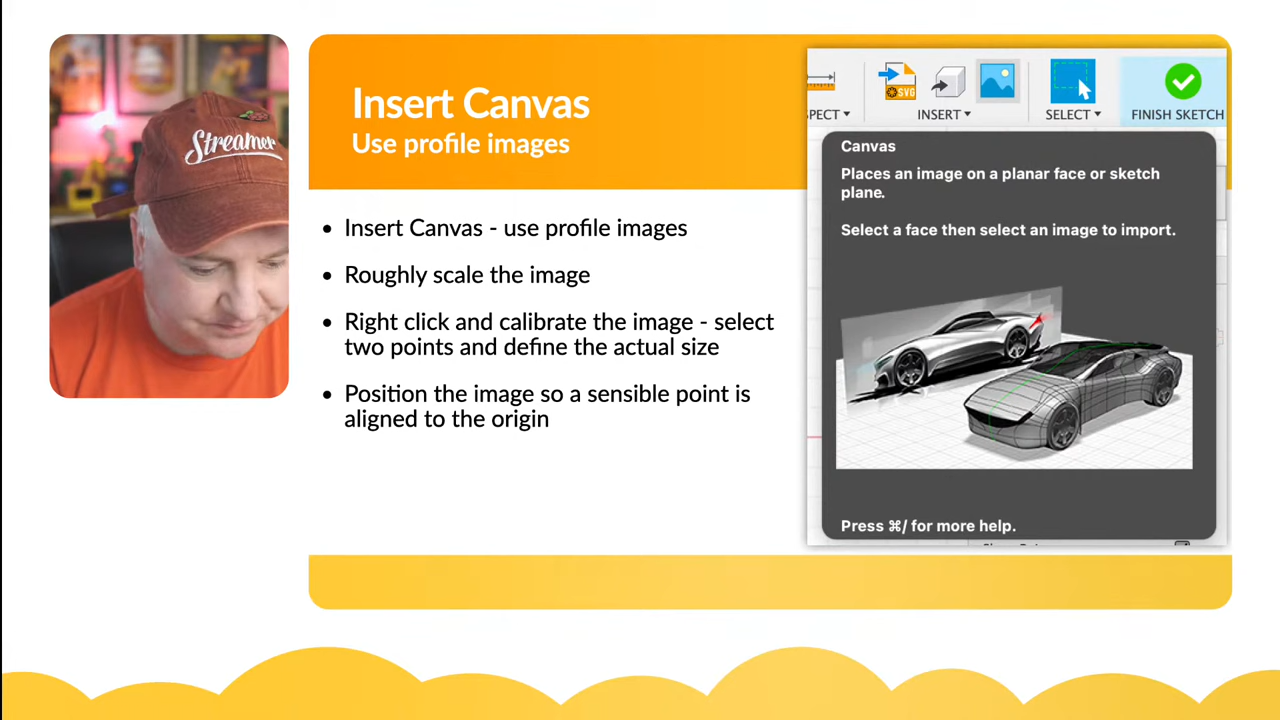 Streamer
Insert Canvas
Use profile images
• Insert Canvas - use profile images
• Roughly scale the image
• Right click and calibrate the image - select
two points and define the actual size
• Position the image so a sensible point is
aligned to the origin
PECT▾
SVG
INSERT▾
SELECT▾
FINISH SKETCH
Canvas
Places an image on a planar face or sketch
plane.
Select a face then select an image to import.
Press ⌘/ for more help.